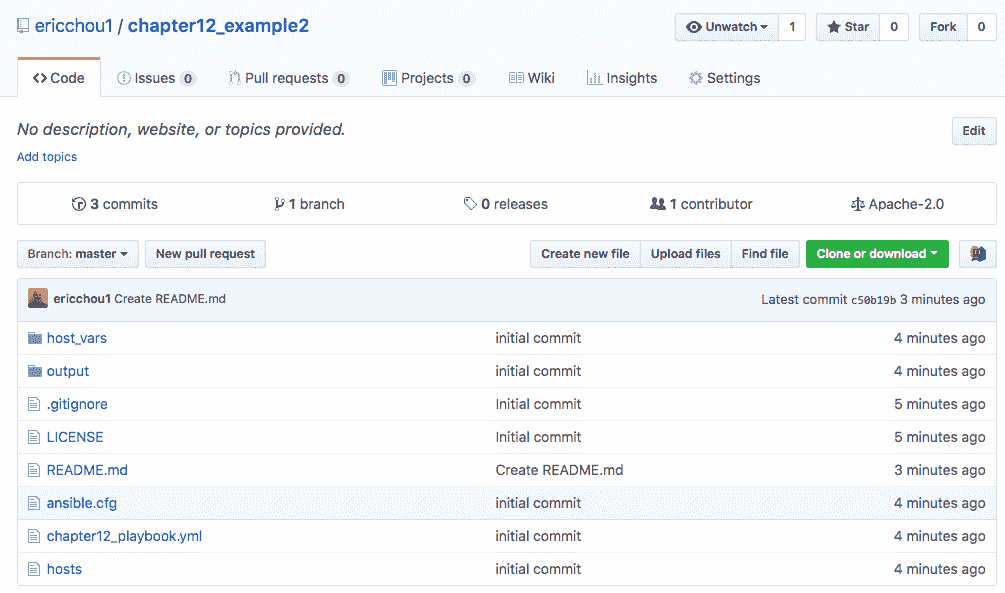 ericchou1 / chapter12_example2 Unwatch 1 Star 0 Fork 0
Code Issues 0 Pull requests 0 Projects 0 Wiki Insights Settings
No description, website, or topics provided. Edit
Add topics
3 commits 1 branch 0 releases 1 contributor Apache-2.0
Branch: master New pull request Create new file Upload files Find file Clone or download
ericchou1 Create README.md Latest commit c50b19b 3 minutes ago
host_vars initial commit 4 minutes ago
output initial commit 4 minutes ago
.gitignore Initial commit 5 minutes ago
LICENSE Initial commit 5 minutes ago
README.md Create README.md 3 minutes ago
ansible.cfg initial commit 4 minutes ago
chapter12_playbook.yml initial commit 4 minutes ago
hosts initial commit 4 minutes ago